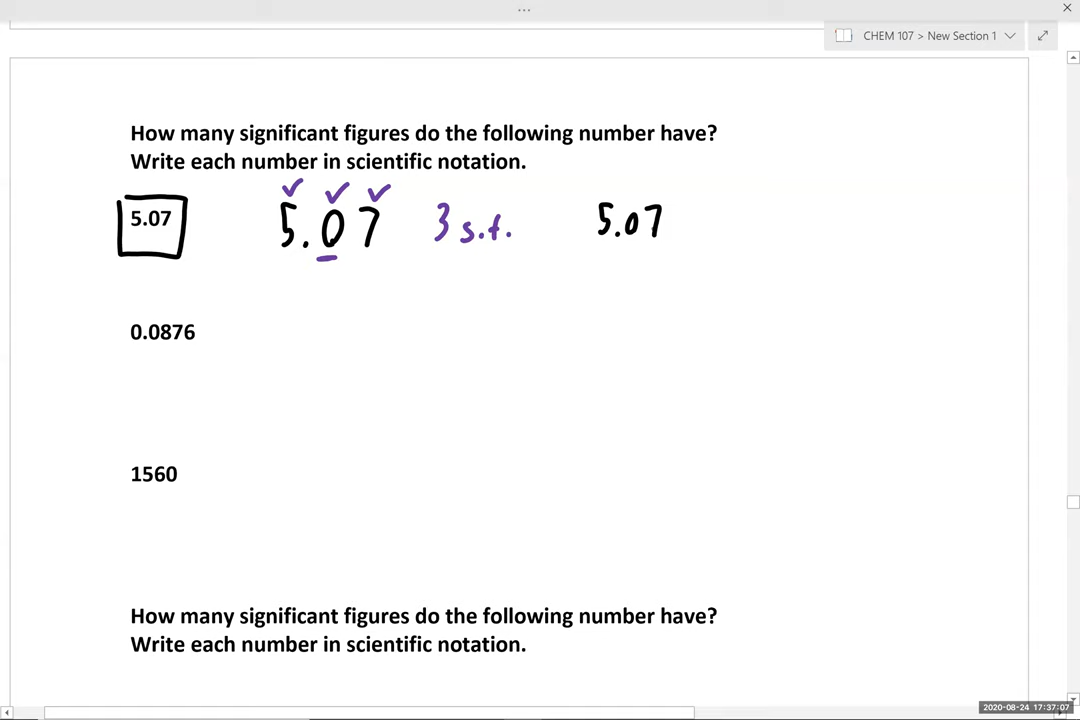 CHEM 107 > New Section 1
How many significant figures do the following number have?
Write each number in scientific notation.
5.07 5.07 3 s.f. 5.07
0.0876
1560
How many significant figures do the following number have?
Write each number in scientific notation.
2020-08-24 17:37:07